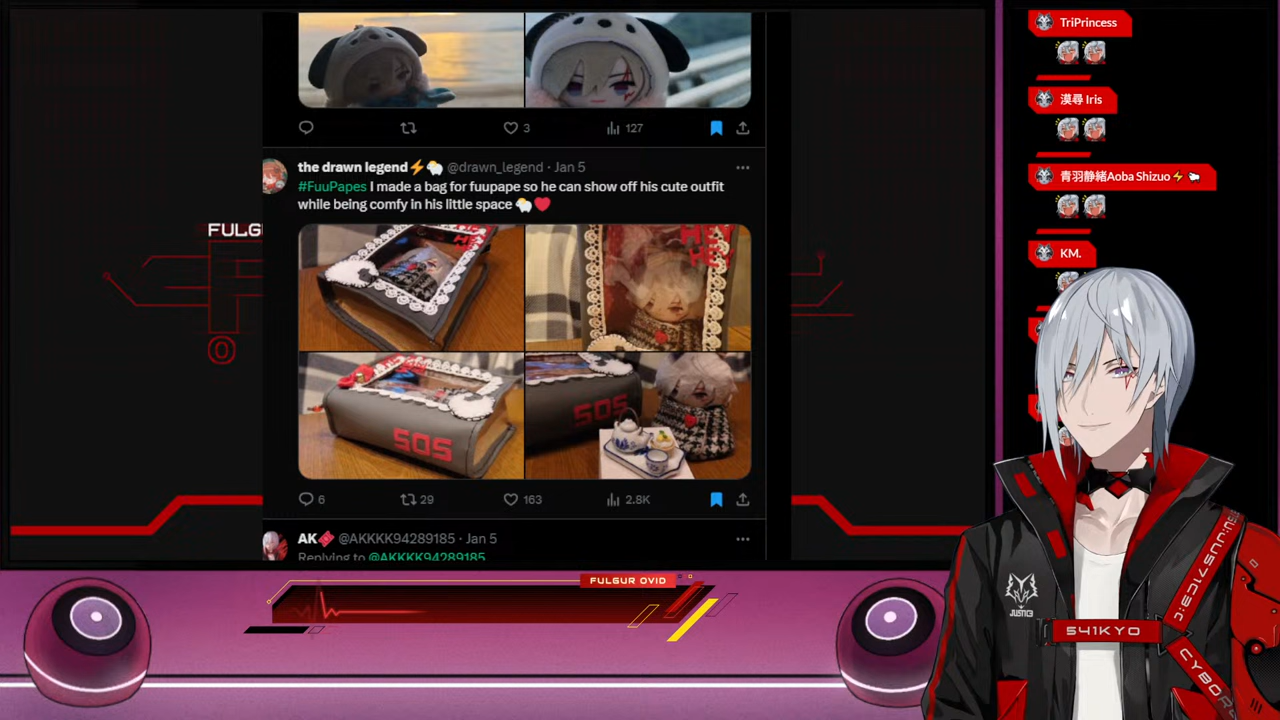 127
3
the drawn legend⚡🐑 @drawn_legend · Jan 5
#FuuPapes I made a bag for fuupape so he can show off his cute outfit
while being comfy in his little space 🐑❤️
SOS
SOS
6
29
163
2.8K
AK @AKKKK94289185 · Jan 5
Replying to @AKKKK94289185
FULG
FULGUR OVID
TriPrincess
漠尋 Iris
青羽静緒Aoba Shizuo⚡🐑
KM.
JUSTIC3
541KYO